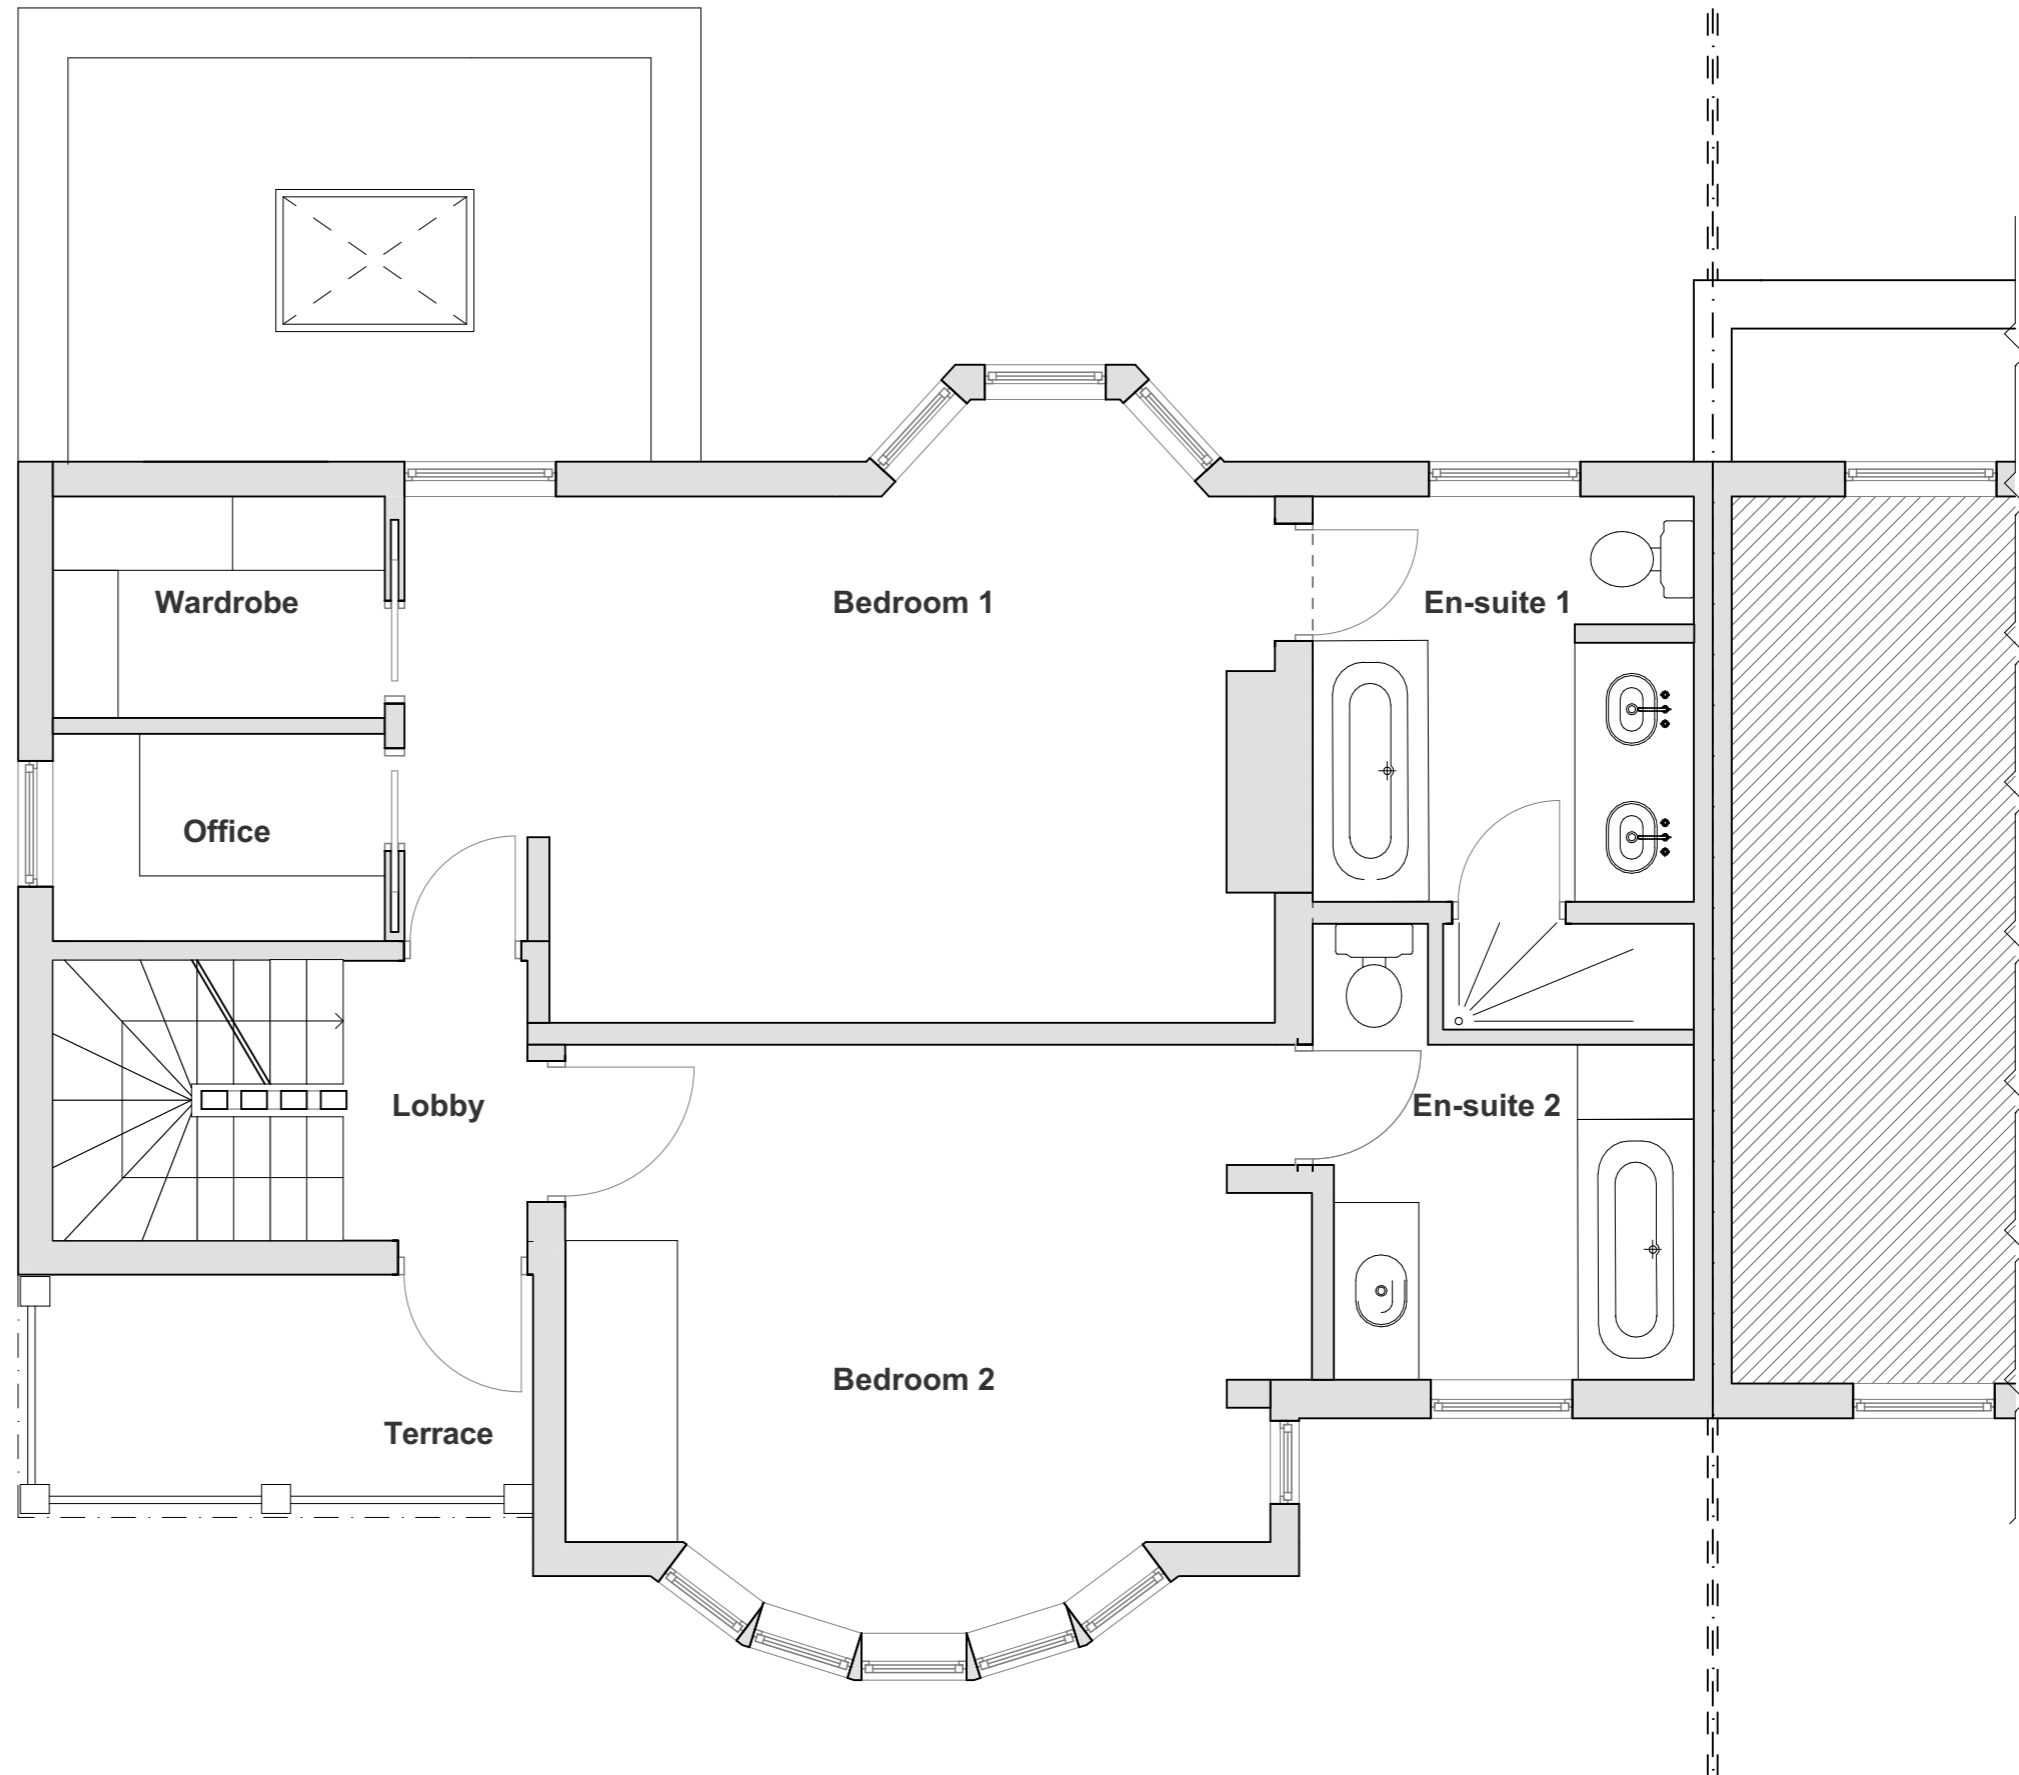 Wardrobe
Bedroom 1
En-suite 1
Office
Lobby
En-suite 2
Bedroom 2
Terrace